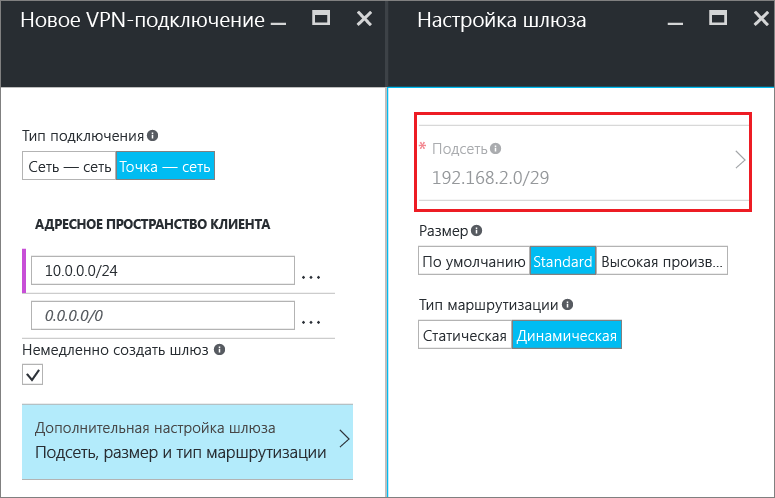 Новое VPN-подключение
Тип подключения
Сеть — сеть
Точка — сеть
АДРЕСНОЕ ПРОСТРАНСТВО КЛИЕНТА
10.0.0.0/24
...
0.0.0.0/0
...
Немедленно создать шлюз
Дополнительная настройка шлюза
Подсеть, размер и тип маршрутизации
Настройка шлюза
* Подсеть
192.168.2.0/29
Размер
По умолчанию
Standard
Высокая произв...
Тип маршрутизации
Статическая
Динамическая